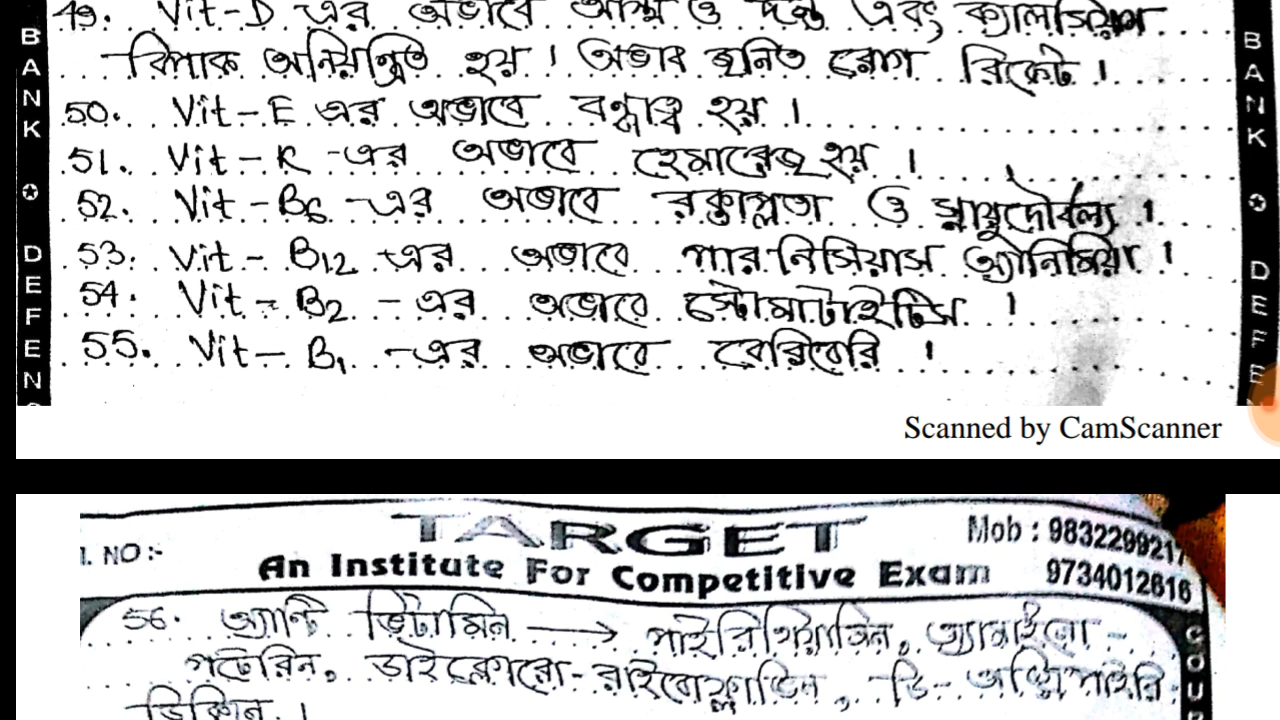 49. Vit-D এর অভাবে অস্থি ও দন্ত এবং ক্যালসিয়াম
বিপাক অনিয়ন্ত্রিত হয় । অভাব জনিত রোগ রিকেট ।
50. Vit-E এর অভাবে বন্ধ্যাত্ব হয় ।
51. Vit-K -এর অভাবে হেমারেজ হয় ।
52. Vit-B6 -এর অভাবে রক্তাল্পতা ও স্নায়ুদৌর্বল্য ।
53. Vit-B12 -এর অভাবে পারনিসিয়াস অ্যানিমিয়া ।
54. Vit-B2 -এর অভাবে স্টোমাটাইটিস ।
55. Vit-B1 -এর অভাবে বেরিবেরি ।
BANK ✪ DEFEN
BANK ✪ DEFEN
Scanned by CamScanner
TARGET
Mob : 9832299217
9734012616
I. NO :-
An Institute For Competitive Exam
56. অ্যান্টি ভিটামিন → পাইরিথিয়ামিন, অ্যামাইনো-
পটেরিন, ডাইক্লোরো-রাইবোফ্লাভিন, ডি-অক্সিপাইরি-
ডক্সিন ।
COU